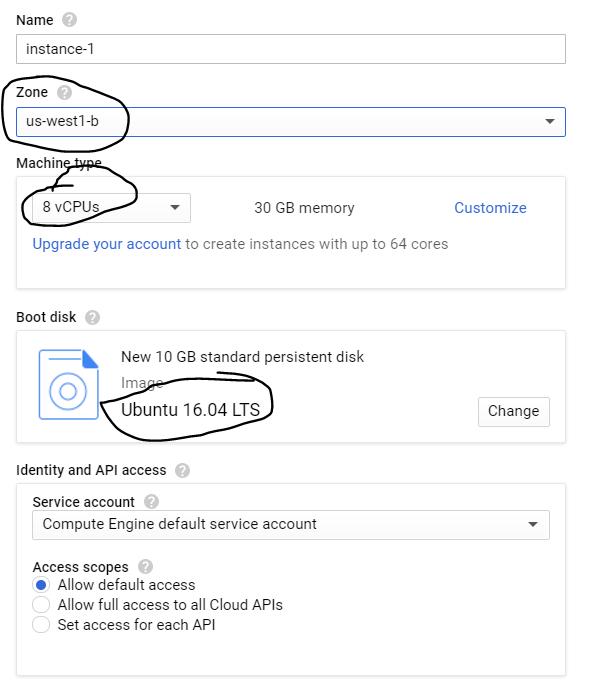 Name
instance-1
Zone
us-west1-b
Machine type
8 vCPUs 30 GB memory Customize
Upgrade your account to create instances with up to 64 cores
Boot disk
New 10 GB standard persistent disk
Image
Ubuntu 16.04 LTS
Change
Identity and API access
Service account
Compute Engine default service account
Access scopes
Allow default access
Allow full access to all Cloud APIs
Set access for each API